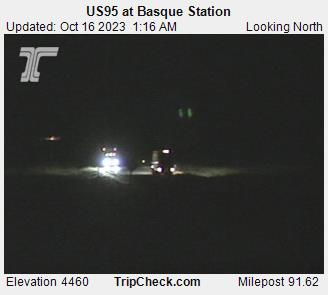 US95 at Basque Station
Updated: Oct 16 2023 1:16 AM Looking North
Elevation 4460 TripCheck.com Milepost 91.62